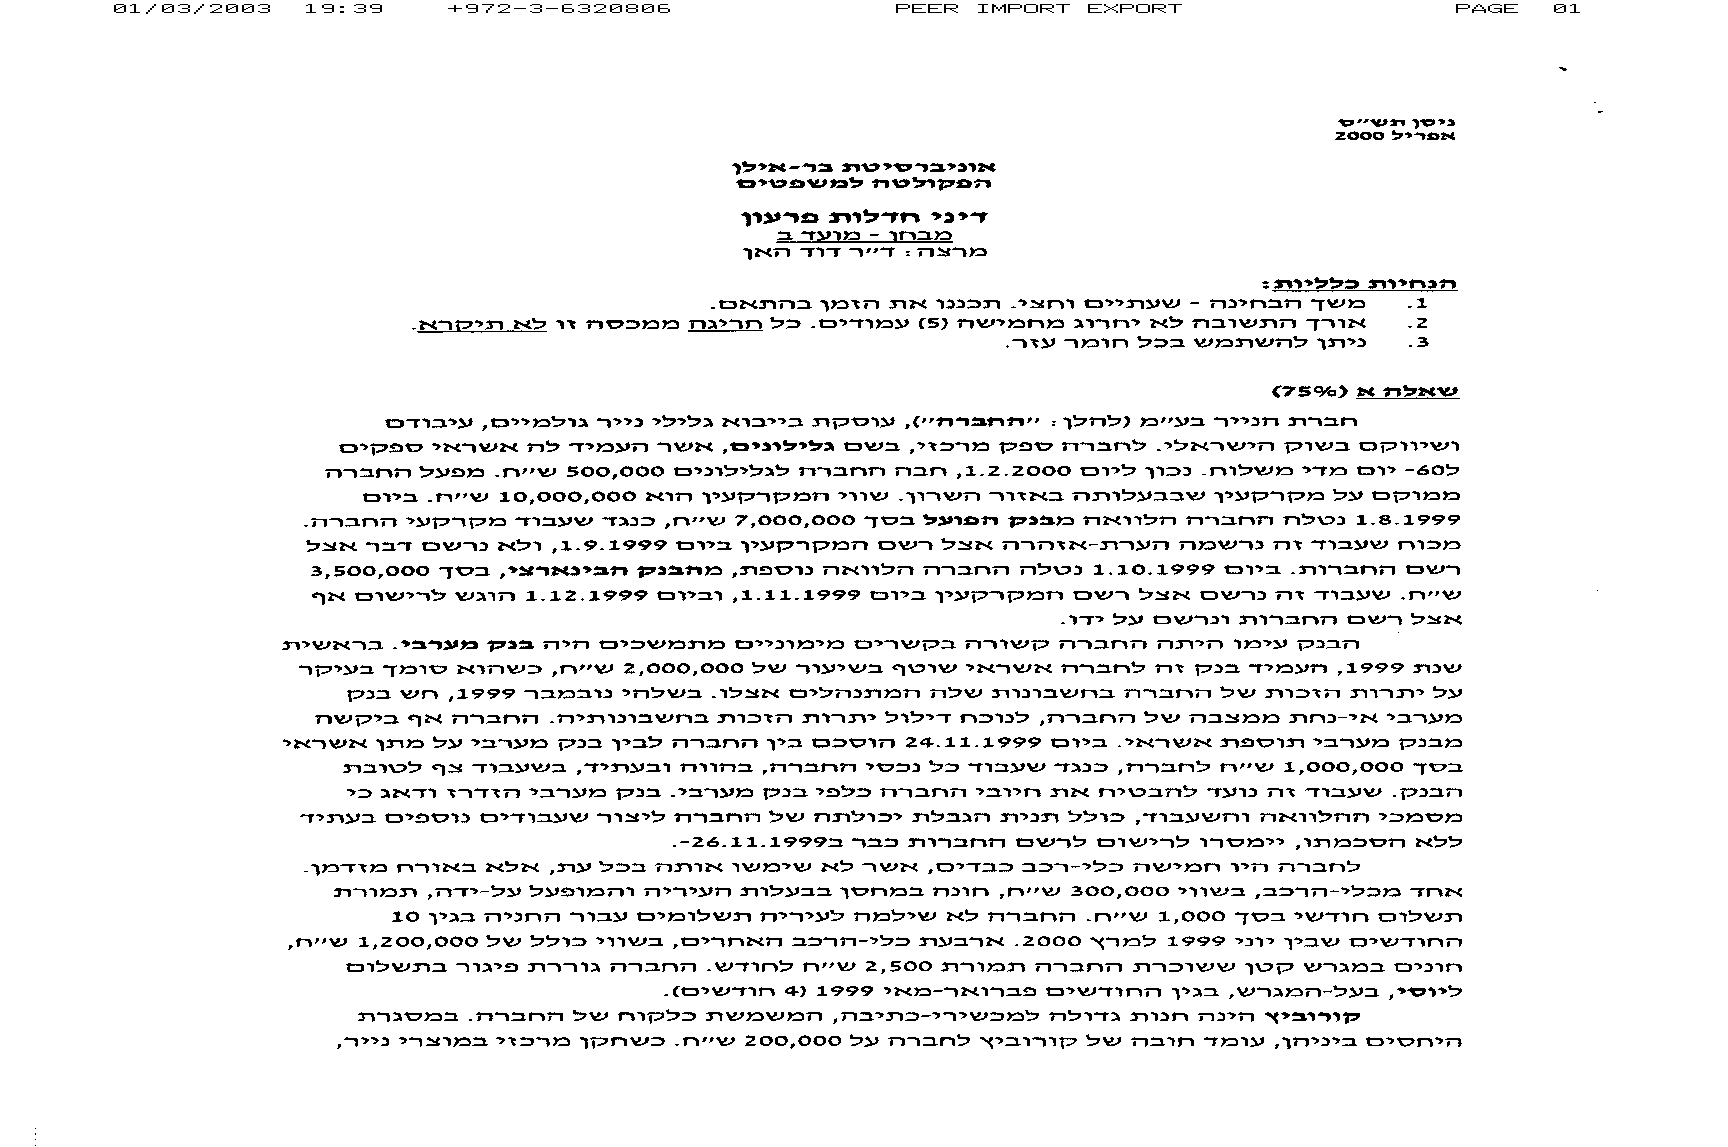 01/03/2003 19:39 +972-3-6320806 PEER IMPORT EXPORT PAGE 01
ניסן תש״ס
אפריל 2000
אוניברסיטת בר-אילן
הפקולטה למשפטים
דיני חדלות פרעון
מבחן - מועד ב
מרצה: ד״ר דוד האן
הנחיות כלליות:
1. משך הבחינה - שעתיים וחצי. תכננו את הזמן בהתאם.
2. אורך התשובה לא יחרוג מחמישה (5) עמודים. כל חריגה ממכסה זו לא תיקרא.
3. ניתן להשתמש בכל חומר עזר.
שאלה א (75%)
חברת הנייר בע״מ (להלן: ״החברה״), עוסקת בייבוא גלילי נייר גולמיים, עיבודם
ושיווקם בשוק הישראלי. לחברה ספק מרכזי, בשם גלילונים, אשר העמיד לה אשראי ספקים
ל60- יום מדי משלוח. נכון ליום 1.2.2000, חבה החברה לגלילונים 500,000 ש״ח. מפעל החברה
ממוקם על מקרקעין שבבעלותה באזור השרון. שווי המקרקעין הוא 10,000,000 ש״ח. ביום
1.8.1999 נטלה החברה הלוואה מבנק הפועל בסך 7,000,000 ש״ח, כנגד שעבוד מקרקעי החברה.
מכוח שעבוד זה נרשמה הערת-אזהרה אצל רשם המקרקעין ביום 1.9.1999, ולא נרשם דבר אצל
רשם החברות. ביום 1.10.1999 נטלה החברה הלוואה נוספת, מהבנק הבינארצי, בסך 3,500,000
ש״ח. שעבוד זה נרשם אצל רשם המקרקעין ביום 1.11.1999, וביום 1.12.1999 הוגש לרישום אף
אצל רשם החברות ונרשם על ידו.
הבנק עימו היתה החברה קשורה בקשרים מימוניים מתמשכים היה בנק מערבי. בראשית
שנת 1999, העמיד בנק זה לחברה אשראי שוטף בשיעור של 2,000,000 ש״ח, כשהוא סומך בעיקר
על יתרות הזכות של החברה בחשבונות שלה המתנהלים אצלו. בשלהי נובמבר 1999, חש בנק
מערבי אי-נחת ממצבה של החברה, לנוכח דילול יתרות הזכות בחשבונותיה. החברה אף ביקשה
מבנק מערבי תוספת אשראי. ביום 24.11.1999 הוסכם בין החברה לבין בנק מערבי על מתן אשראי
בסך 1,000,000 ש״ח לחברה, כנגד שעבוד כל נכסי החברה, בהווה ובעתיד, בשעבוד צף לטובת
הבנק. שעבוד זה נועד להבטיח את חיובי החברה כלפי בנק מערבי. בנק מערבי הזדרז ודאג כי
מסמכי ההלוואה והשעבוד, כולל תנית הגבלת יכולתה של החברה ליצור שעבודים נוספים בעתיד
ללא הסכמתו, יימסרו לרישום לרשם החברות כבר ב26.11.1999-.
לחברה היו חמישה כלי-רכב כבדים, אשר לא שימשו אותה בכל עת, אלא באורח מזדמן.
אחד מכלי-הרכב, בשווי 300,000 ש״ח, חונה במחסן בבעלות העיריה והמופעל על-ידה, תמורת
תשלום חודשי בסך 1,000 ש״ח. החברה לא שילמה לעיריה תשלומים עבור החניה בגין 10
החודשים שבין יוני 1999 למרץ 2000. ארבעת כלי-הרכב האחרים, בשווי כולל של 1,200,000 ש״ח,
חונים במגרש קטן ששוכרת החברה תמורת 2,500 ש״ח לחודש. החברה גוררת פיגור בתשלום
ליוסי, בעל-המגרש, בגין החודשים פברואר-מאי 1999 (4 חודשים).
קורוביץ הינה חנות גדולה למכשירי-כתיבה, המשמשת כלקוח של החברה. במסגרת
היחסים ביניהן, עומד חובה של קורוביץ לחברה על 200,000 ש״ח. כשחקן מרכזי במוצרי נייר,